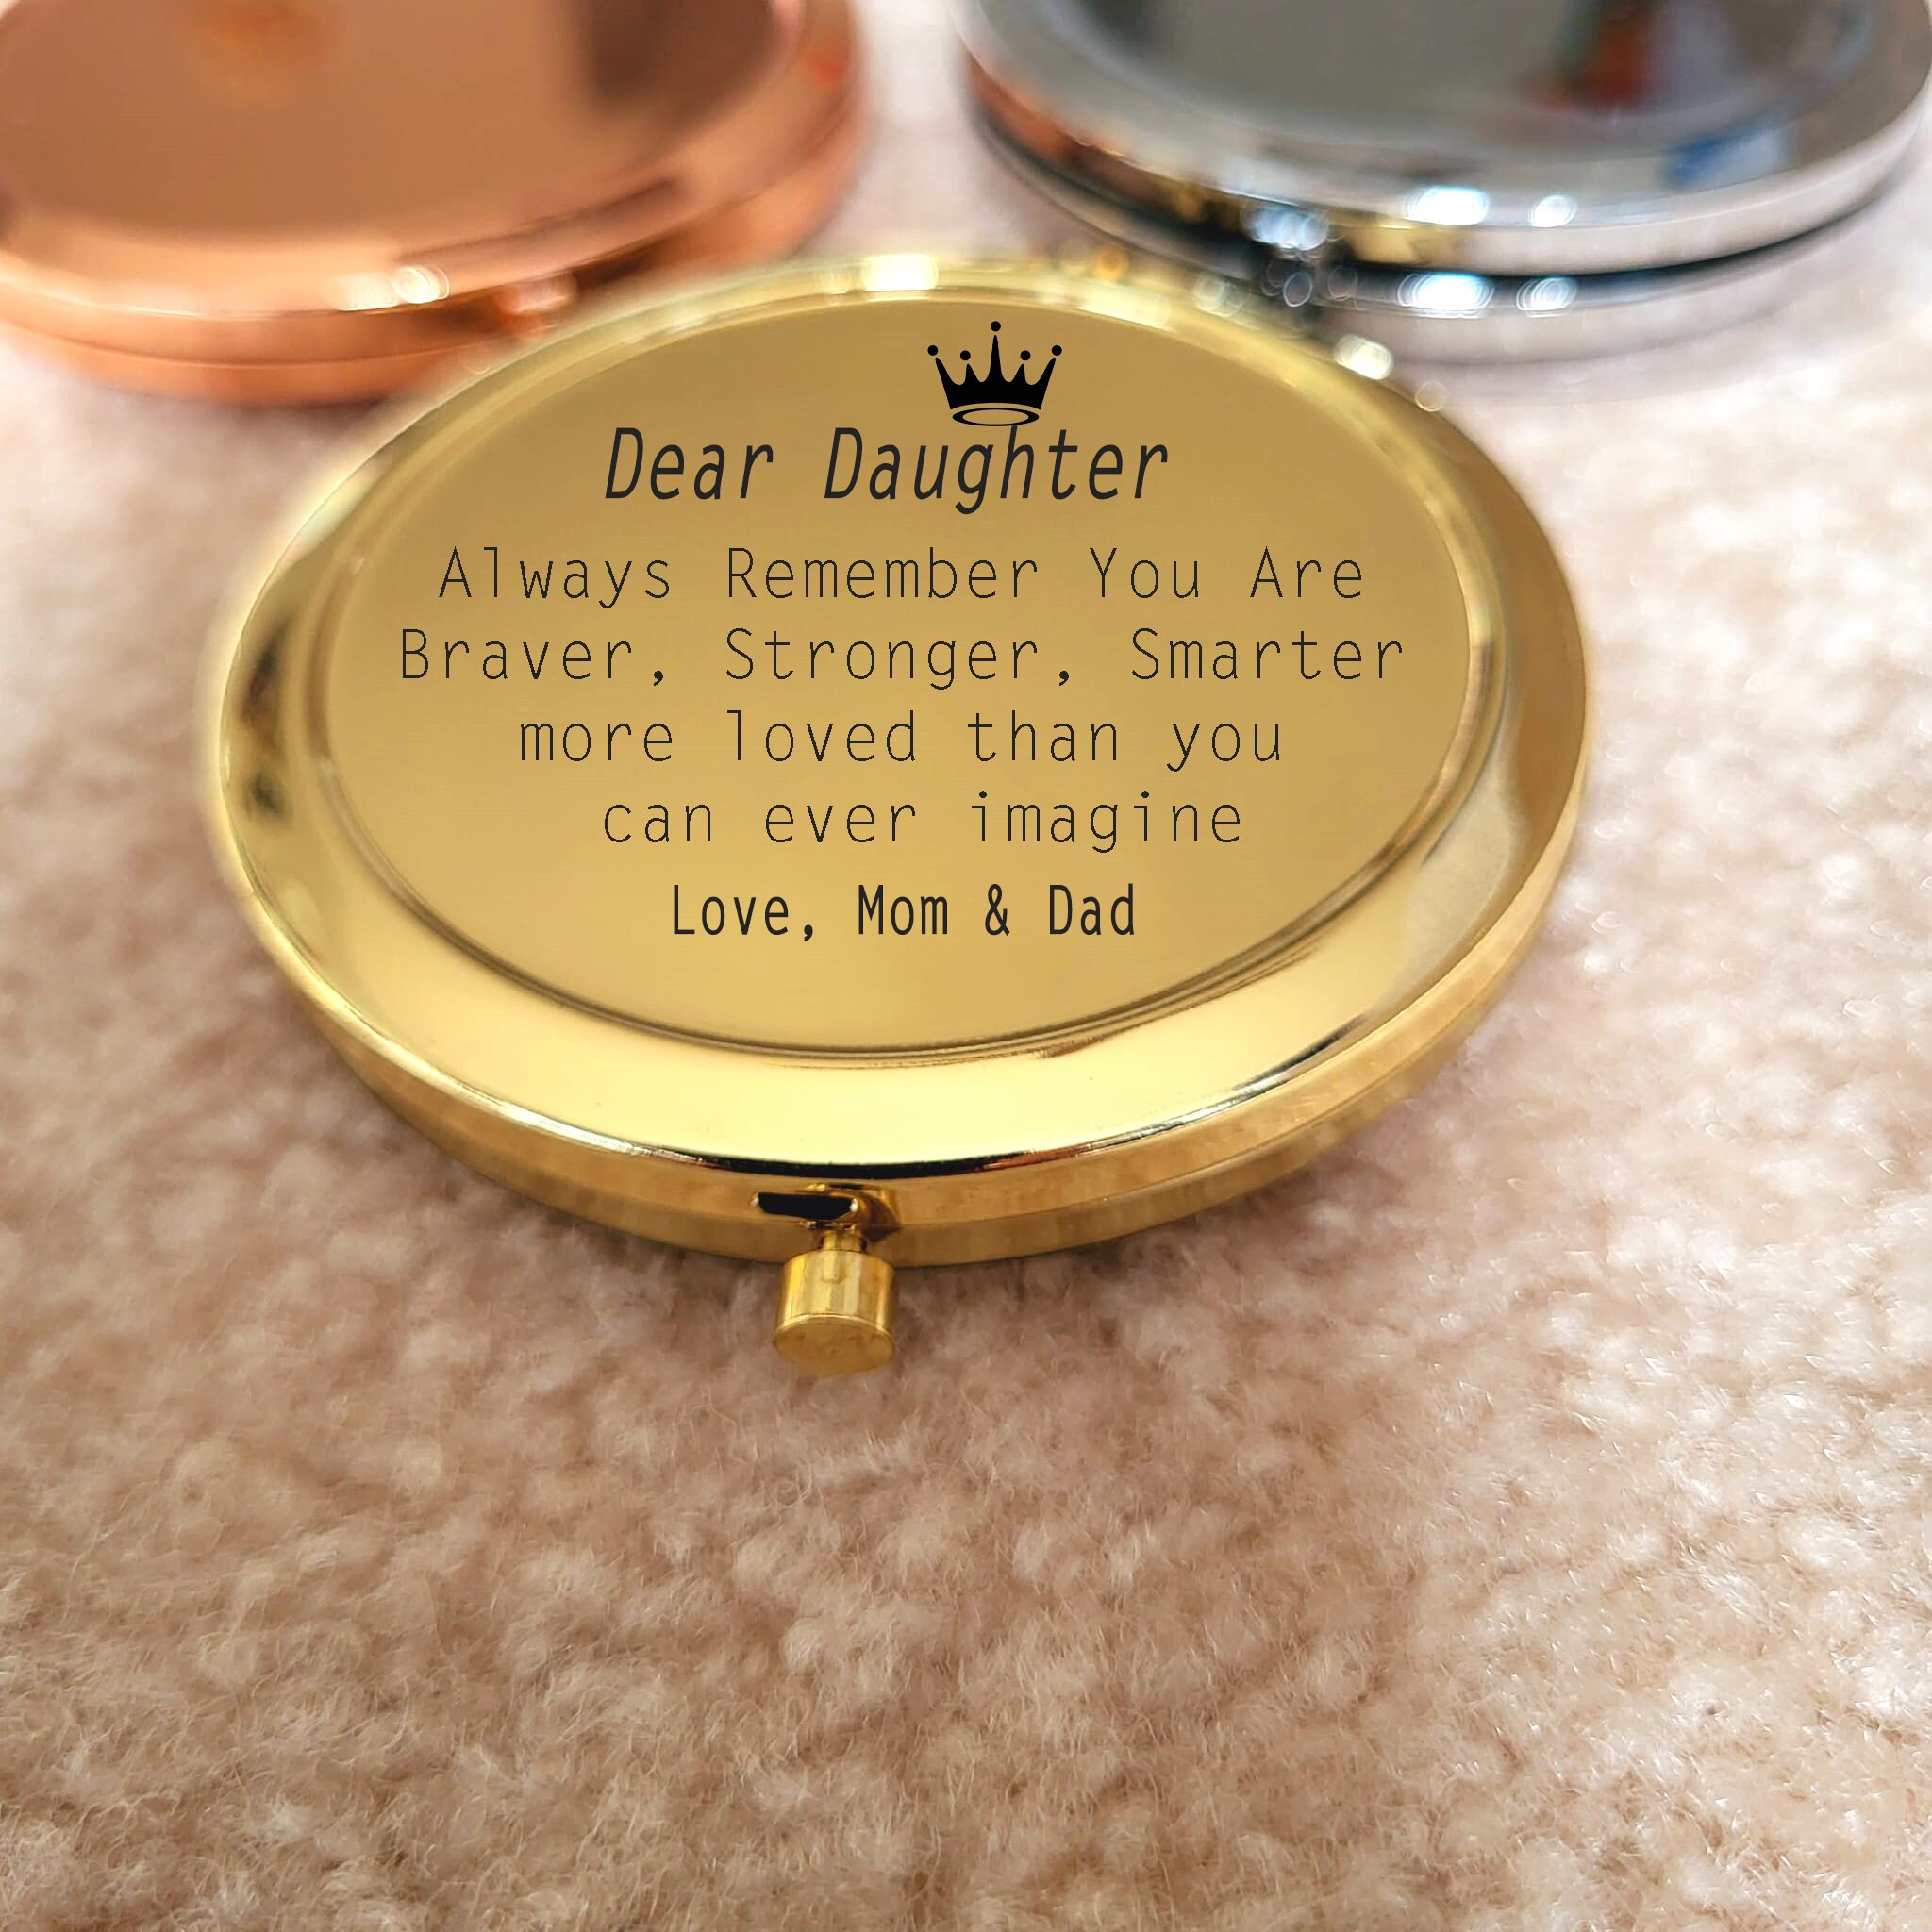 Dear Daughter
Always Remember You Are
Braver, Stronger, Smarter
more loved than you
can ever imagine
Love, Mom & Dad